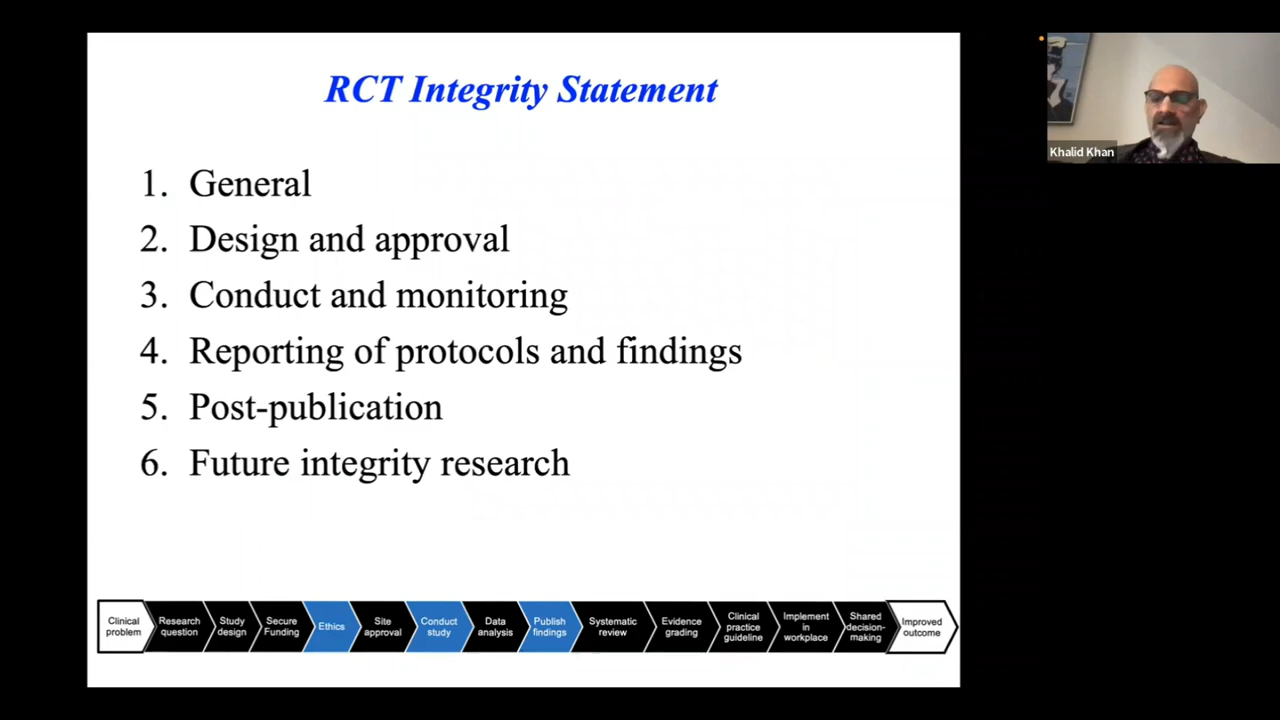 RCT Integrity Statement
1. General
2. Design and approval
3. Conduct and monitoring
4. Reporting of protocols and findings
5. Post-publication
6. Future integrity research
Clinical
problem
Research
question
Study
design
Secure
Funding
Ethics
Site
approval
Conduct
study
Data
analysis
Publish
findings
Systematic
review
Evidence
grading
Clinical
practice
guideline
Implement
in
workplace
Shared
decision-
making
Improved
outcome
Khalid Khan